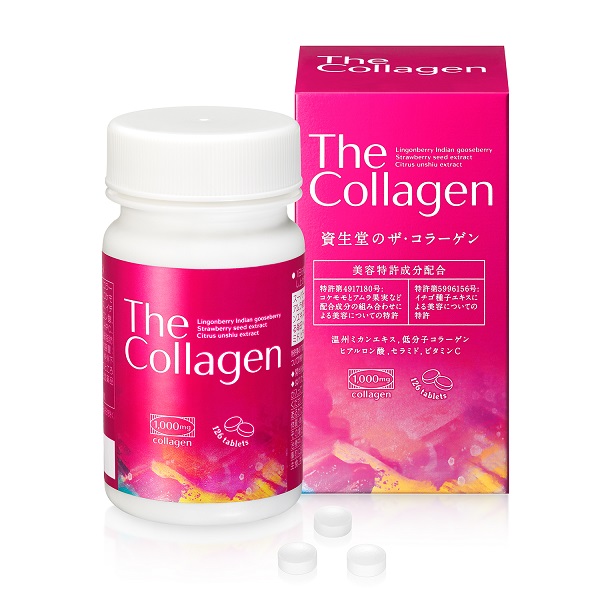 The
Collagen
The
Collagen
Lingonberry Indian gooseberry
Strawberry seed extract
Citrus unshiu extract
資生堂のザ・コラーゲン
美容特許成分配合
特許第4917180号:
コケモモとアムラ果実など
配合成分の組み合わせに
よる美容についての特許
特許第5996156号:
イチゴ種子エキスに
よる美容についての
特許
温州ミカンエキス,低分子コラーゲン
ヒアルロン酸,セラミド,ビタミンC
1,000mg
collagen
126 tablets
The
Collagen
Lingonberry Indian gooseberry
Strawberry seed extract
Citrus unshiu extract
1,000mg
collagen
126 tablets